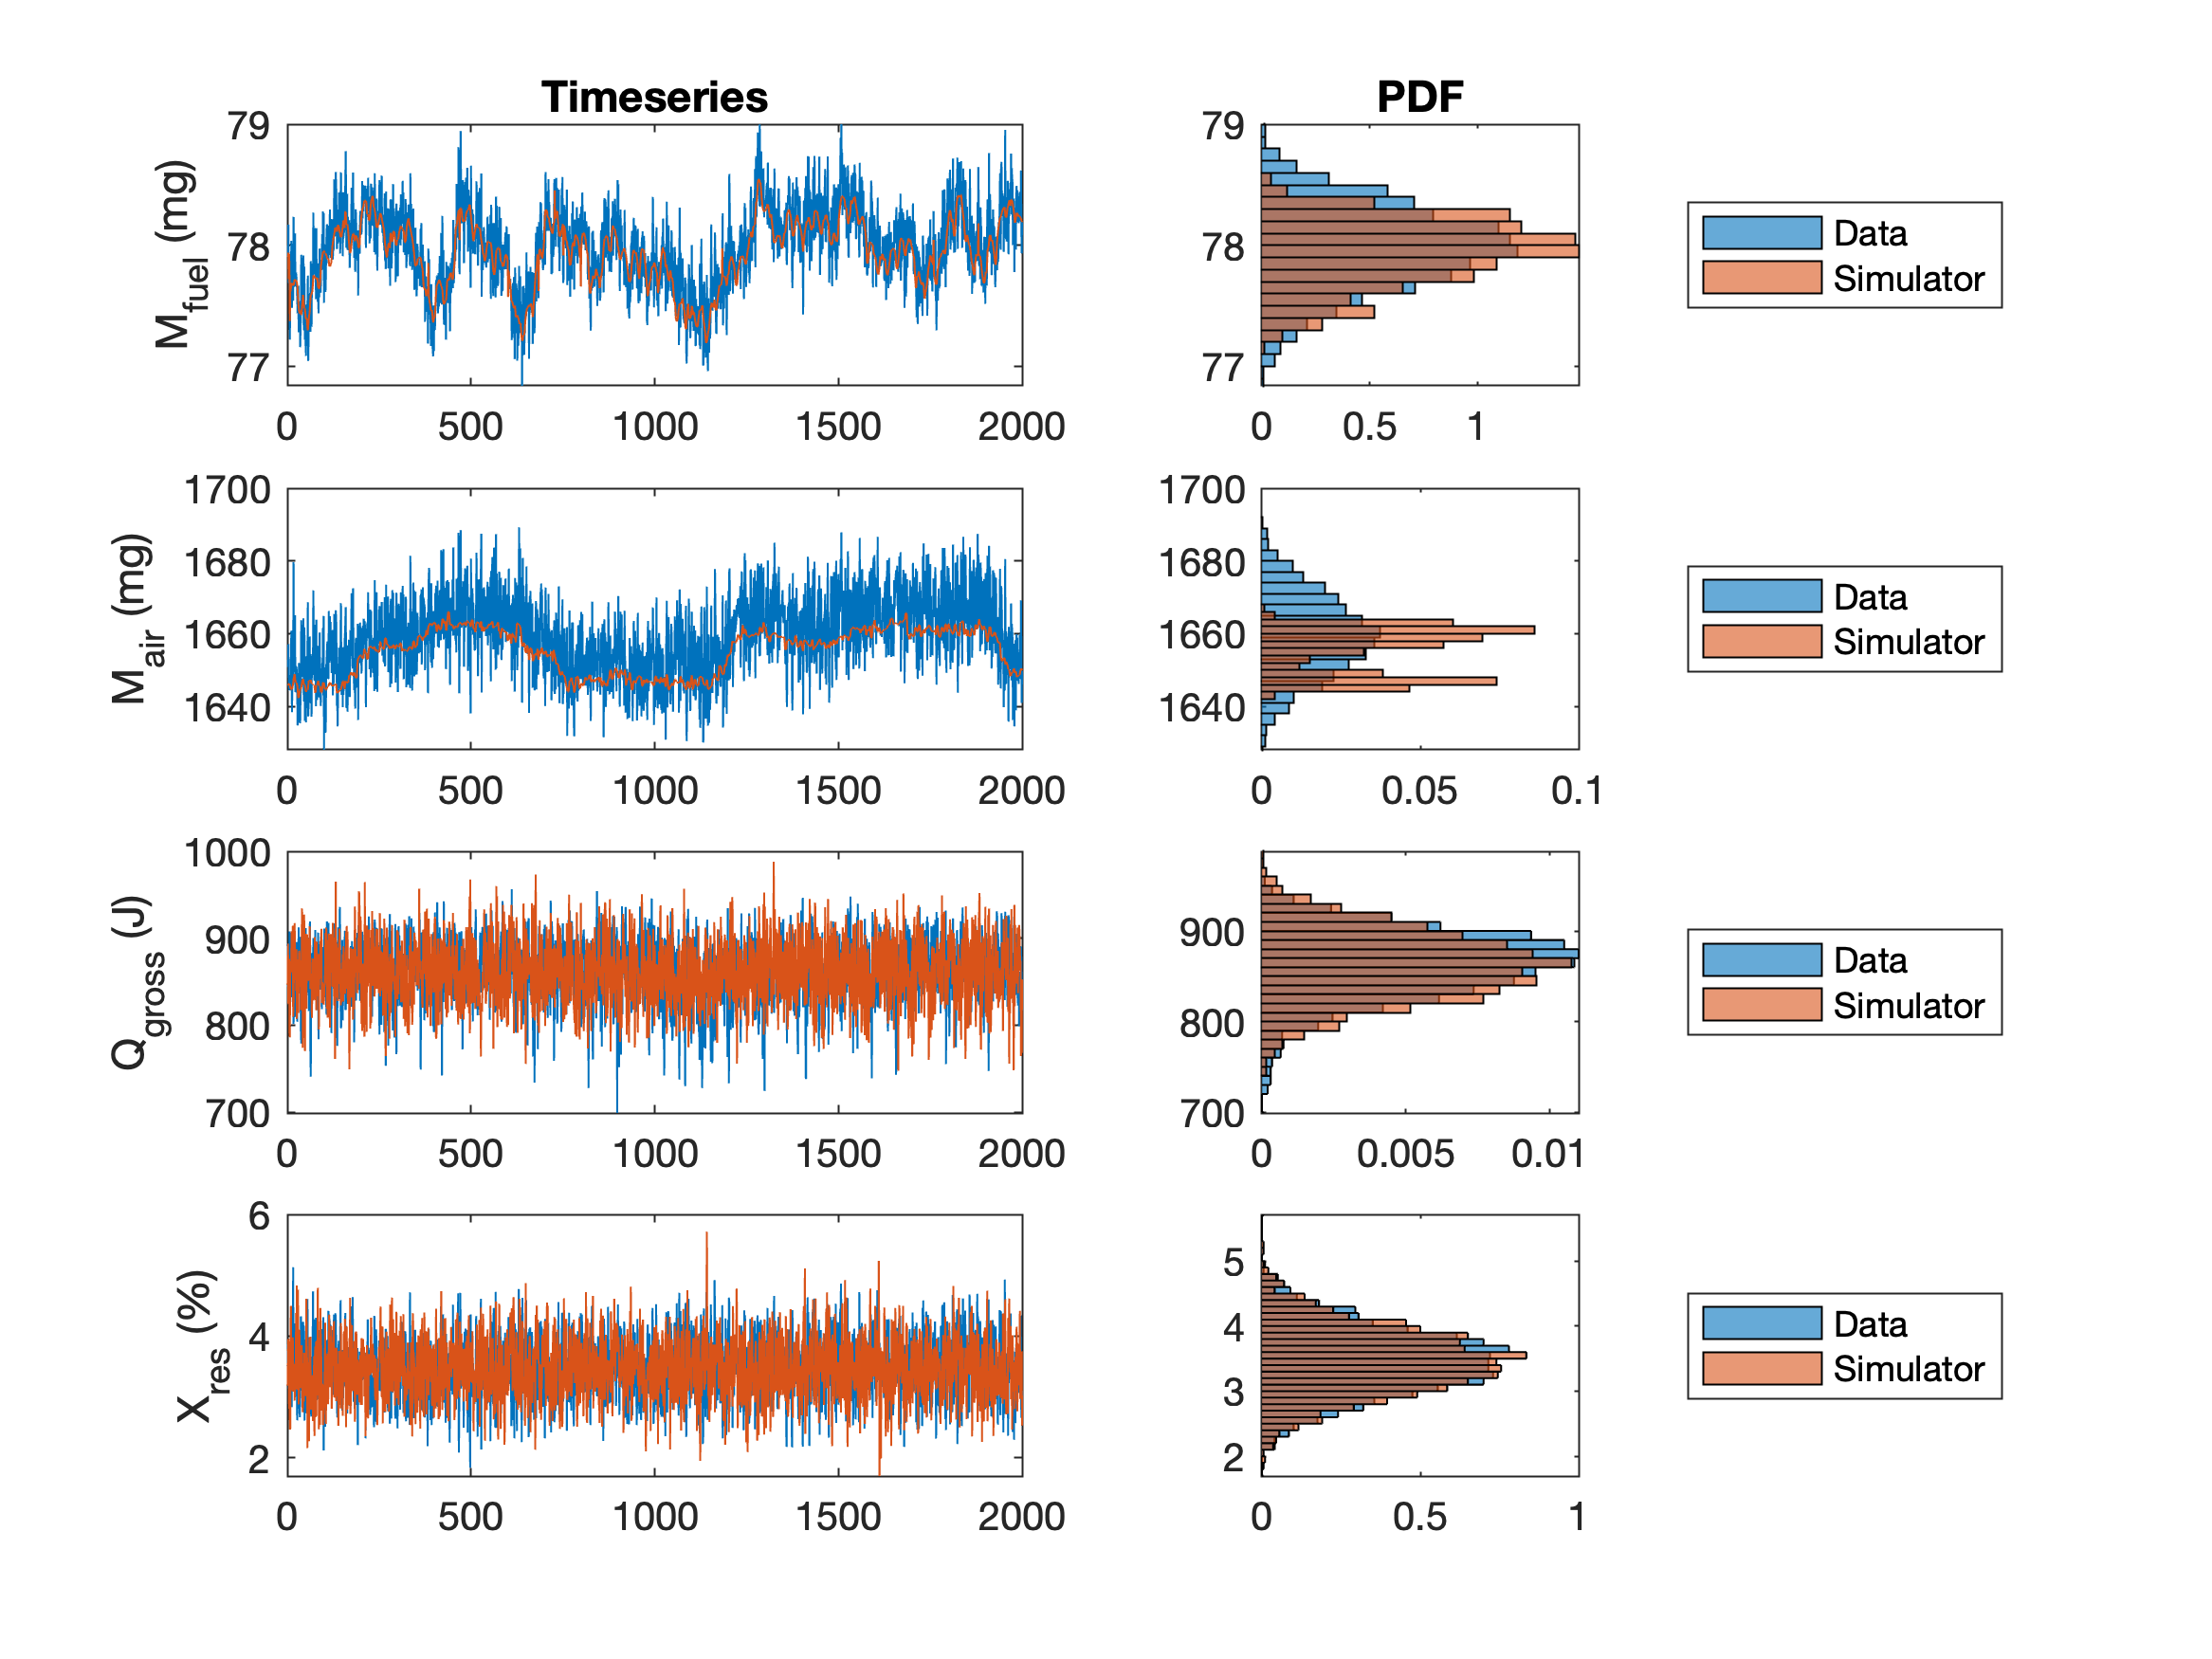 Timeseries PDF
79 79
M_fuel (mg) 78 78 Data
Simulator
77 77
0 500 1000 1500 2000 0 0.5 1
1700 1700
1680 1680
M_air (mg) 1660 1660 Data
Simulator
1640 1640
0 500 1000 1500 2000 0 0.05 0.1
1000
Q_gross (J) 900 900 Data
Simulator
800 800
700 700
0 500 1000 1500 2000 0 0.005 0.01
6
5
X_res (%) 4 4 Data
Simulator
3
2 2
0 500 1000 1500 2000 0 0.5 1